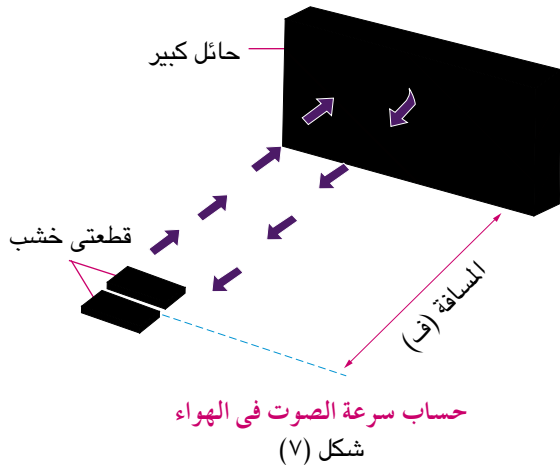 حائل كبير
قطعتى خشب
المسافة (ف)
حساب سرعة الصوت فى الهواء
شكل (٧)